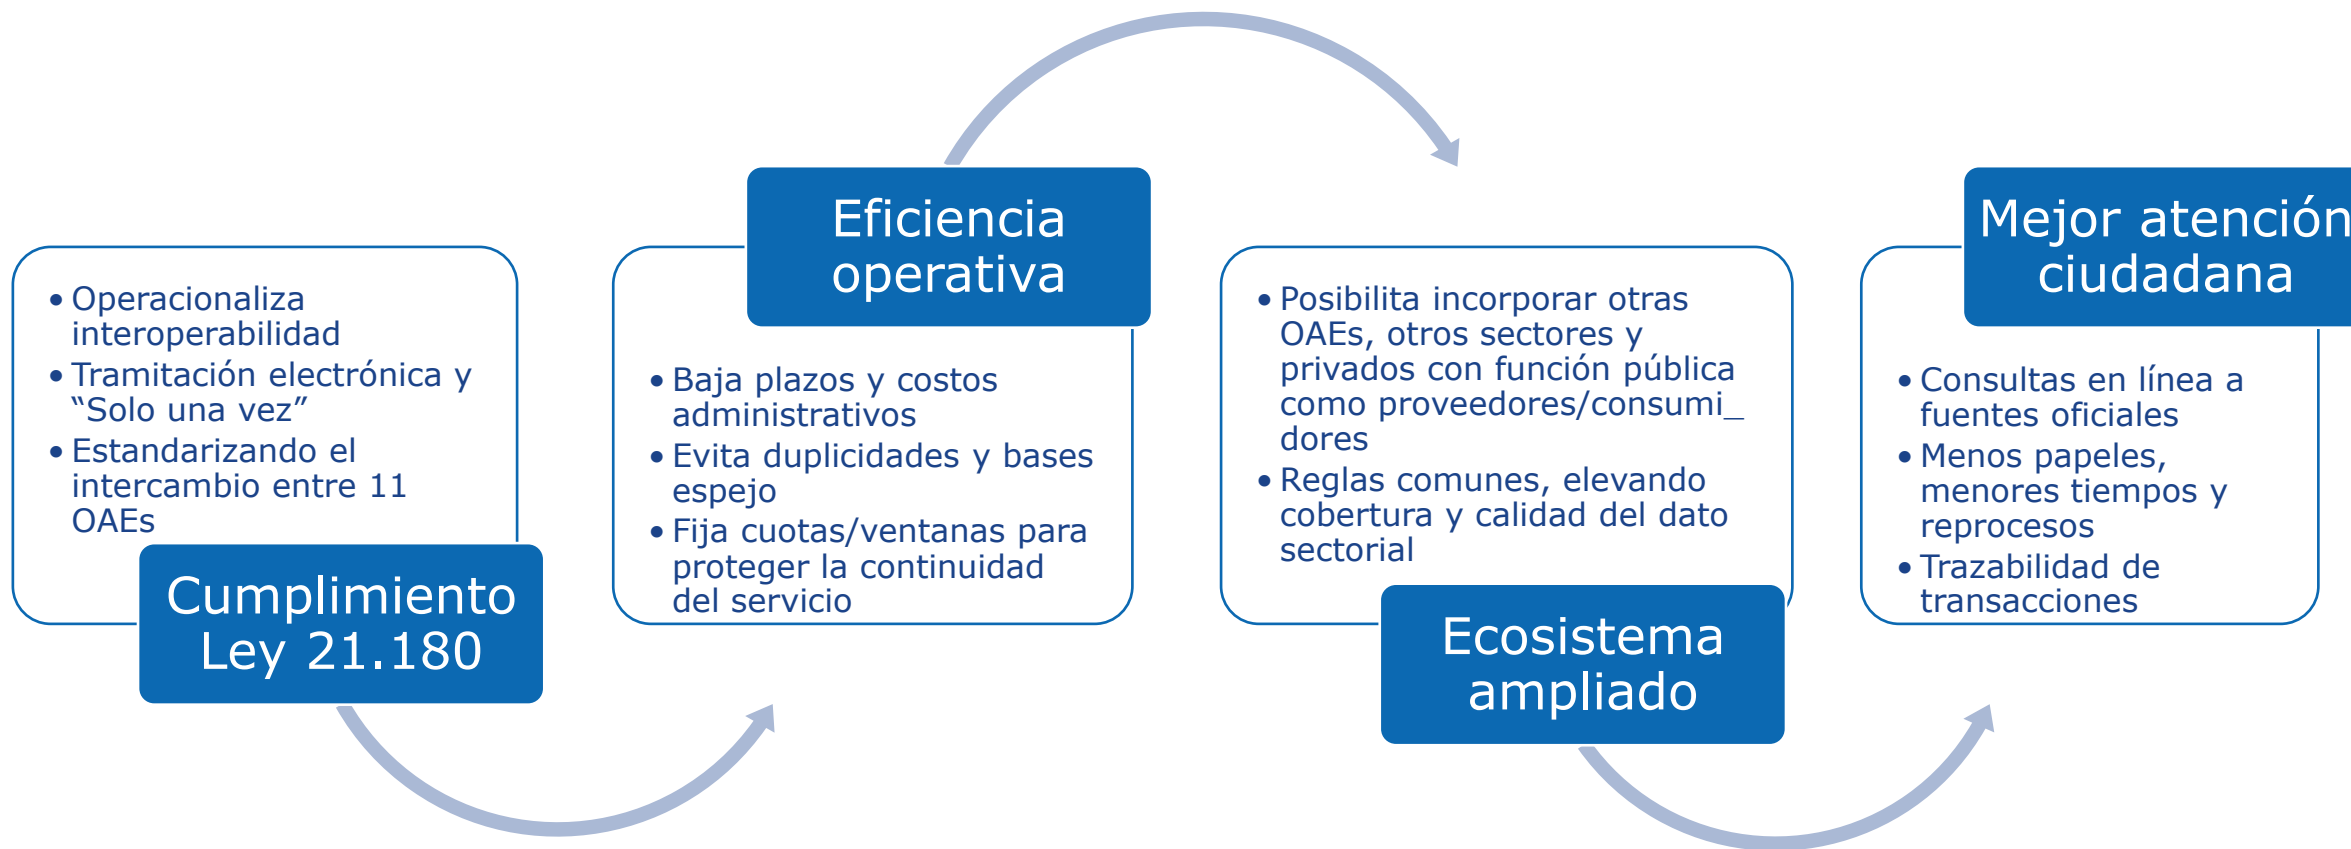 • Operacionaliza
interoperabilidad
• Tramitación electrónica y
“Solo una vez”
• Estandarizando el
intercambio entre 11
OAEs
Cumplimiento
Ley 21.180
Eficiencia
operativa
• Baja plazos y costos
administrativos
• Evita duplicidades y bases
espejo
• Fija cuotas/ventanas para
proteger la continuidad
del servicio
• Posibilita incorporar otras
OAEs, otros sectores y
privados con función pública
como proveedores/consumi_
dores
• Reglas comunes, elevando
cobertura y calidad del dato
sectorial
Ecosistema
ampliado
Mejor atención
ciudadana
• Consultas en línea a
fuentes oficiales
• Menos papeles,
menores tiempos y
reprocesos
• Trazabilidad de
transacciones